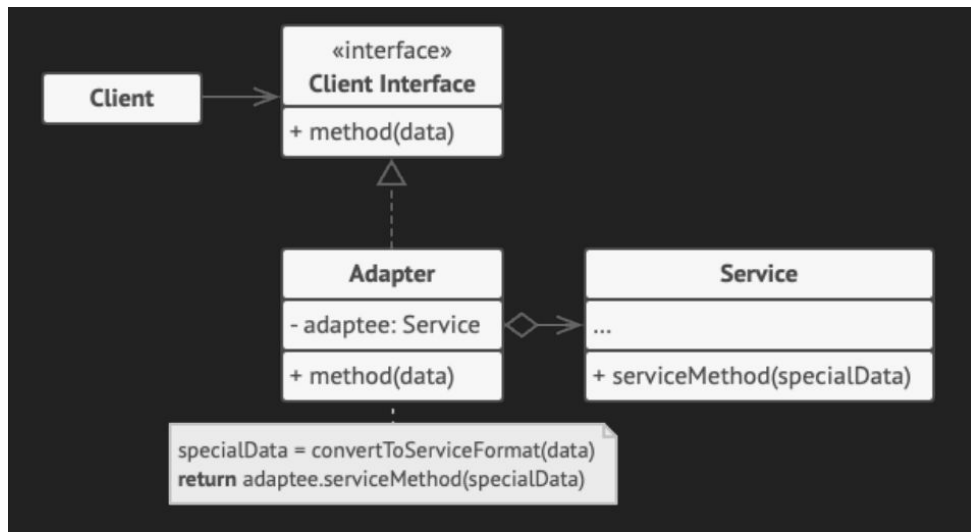 «interface»
Client Interface
Client
+ method(data)
Adapter
- adaptee: Service
+ method(data)
Service
...
+ serviceMethod(specialData)
specialData = convertToServiceFormat(data)
return adaptee.serviceMethod(specialData)